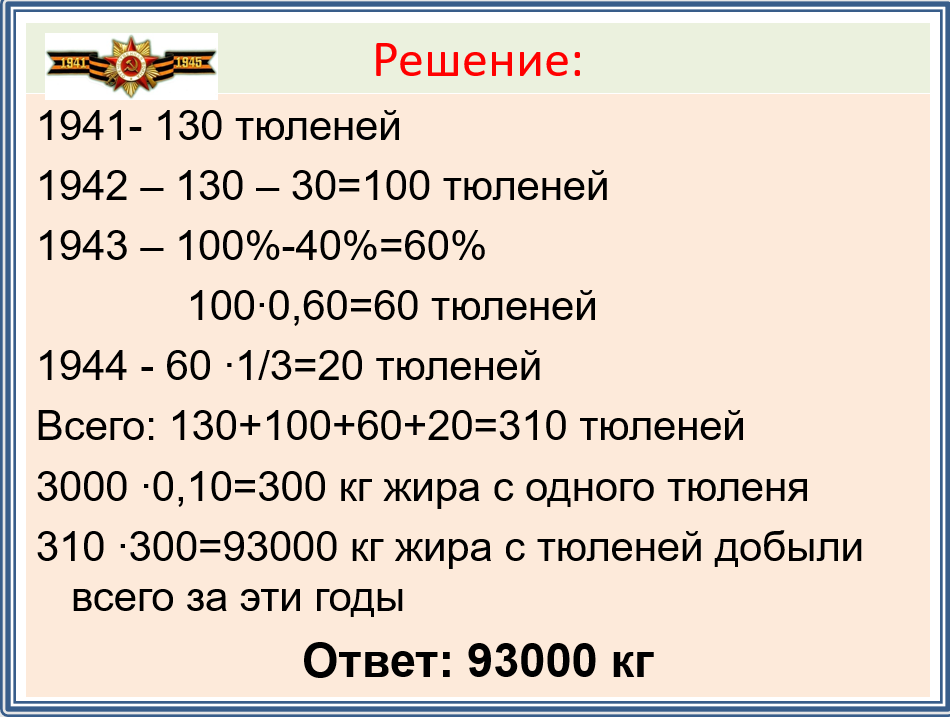 1941 1945
Решение:
1941- 130 тюленей
1942 – 130 – 30=100 тюленей
1943 – 100%-40%=60%
100·0,60=60 тюленей
1944 - 60 ·1/3=20 тюленей
Всего: 130+100+60+20=310 тюленей
3000 ·0,10=300 кг жира с одного тюленя
310 ·300=93000 кг жира с тюленей добыли
всего за эти годы
Ответ: 93000 кг